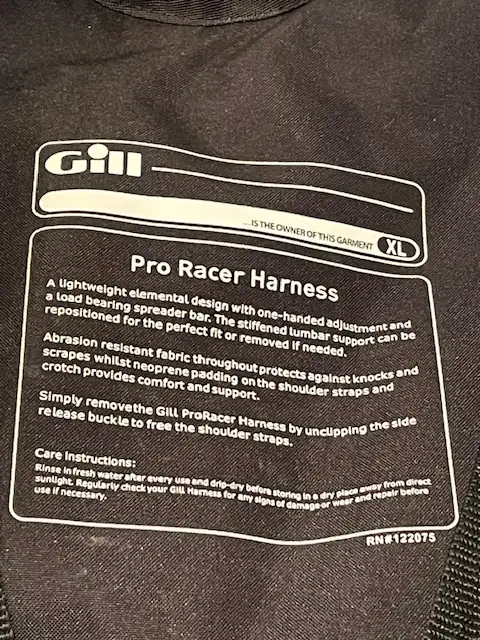 Gill
...IS THE OWNER OF THIS GARMENT XL
Pro Racer Harness
A lightweight elemental design with one-handed adjustment and
a load bearing spreader bar. The stiffened lumbar support can be
repositioned for the perfect fit or removed if needed.
Abrasion resistant fabric throughout protects against knocks and
scrapes whilst neoprene padding on the shoulder straps and
crotch provides comfort and support.
Simply remove the Gill ProRacer Harness by unclipping the side
release buckle to free the shoulder straps.
Care Instructions:
Rinse in fresh water after every use and drip-dry before storing in a dry place away from direct
sunlight. Regularly check your Gill Harness for any signs of damage or wear and repair before
use if necessary.
RN#122075